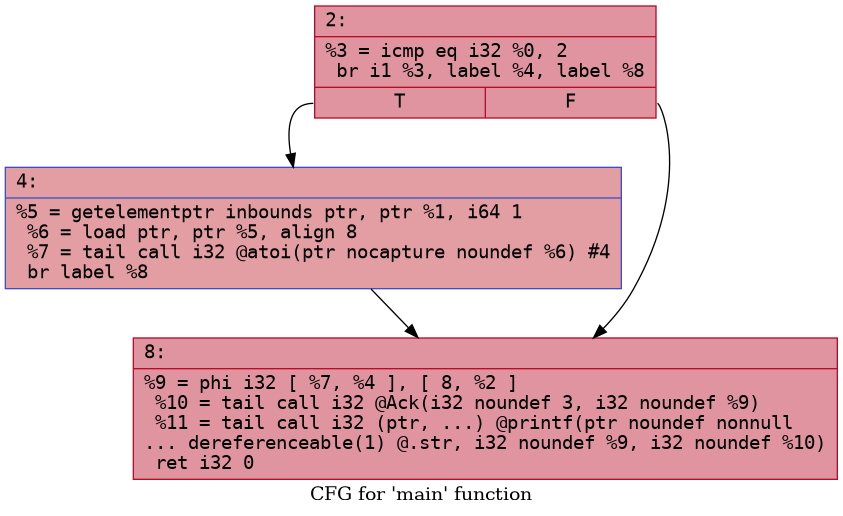 2:
%3 = icmp eq i32 %0, 2
br i1 %3, label %4, label %8
T F
4:
%5 = getelementptr inbounds ptr, ptr %1, i64 1
%6 = load ptr, ptr %5, align 8
%7 = tail call i32 @atoi(ptr nocapture noundef %6) #4
br label %8
8:
%9 = phi i32 [ %7, %4 ], [ 8, %2 ]
%10 = tail call i32 @Ack(i32 noundef 3, i32 noundef %9)
%11 = tail call i32 (ptr, ...) @printf(ptr noundef nonnull
... dereferenceable(1) @.str, i32 noundef %9, i32 noundef %10)
ret i32 0
CFG for 'main' function